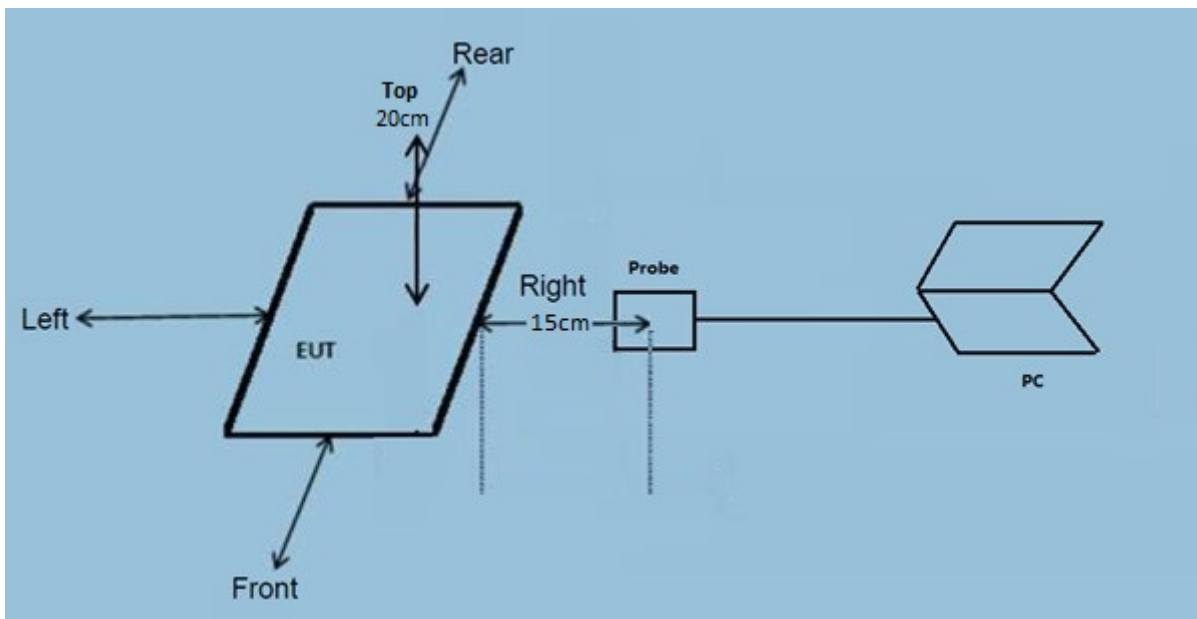 Rear
Top
20cm
Probe
Right
15cm
Left
EUT
PC
Front